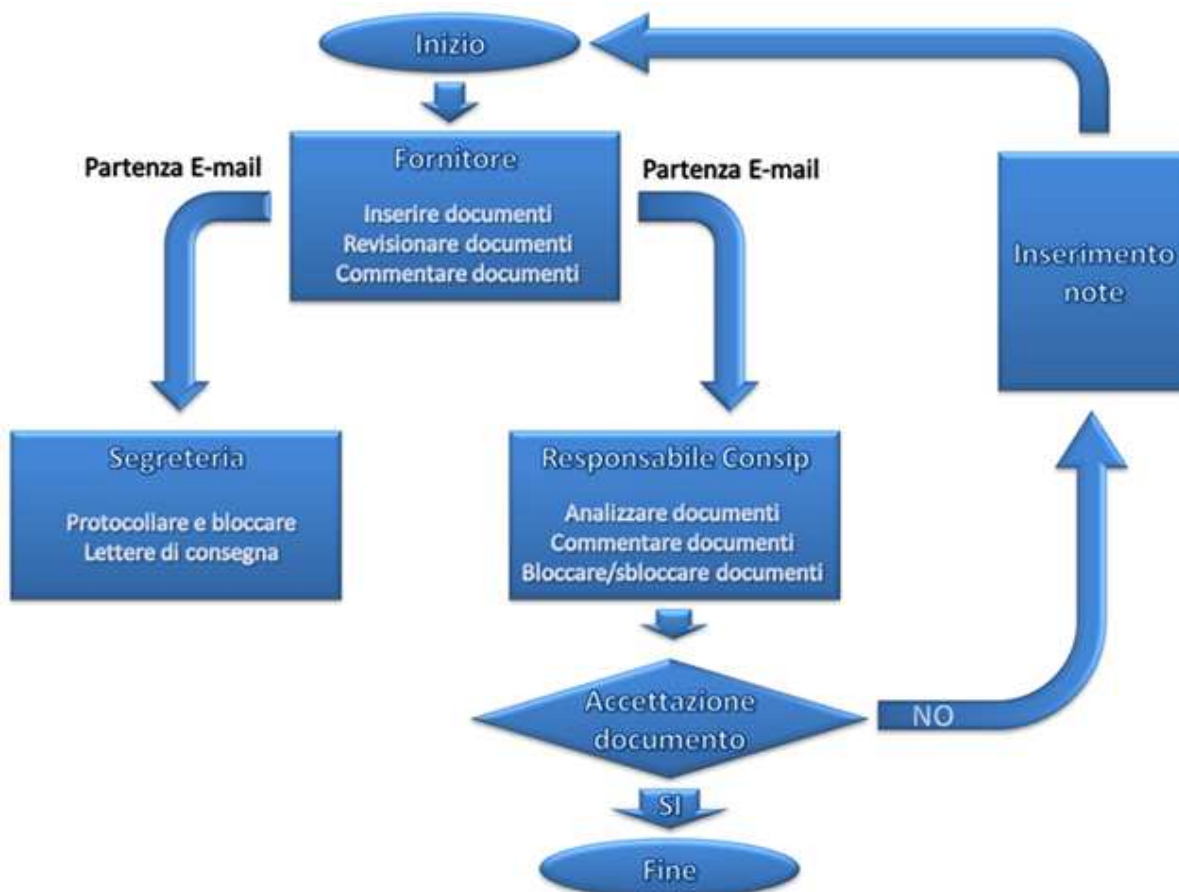 Inizio
Partenza E-mail
Fornitore
Inserire documenti
Revisionare documenti
Commentare documenti
Partenza E-mail
Inserimento
note
Segreteria
Protocollare e bloccare
Lettere di consegna
Responsabile Consip
Analizzare documenti
Commentare documenti
Bloccare/sbloccare documenti
Accettazione
documento
NO
SI
Fine